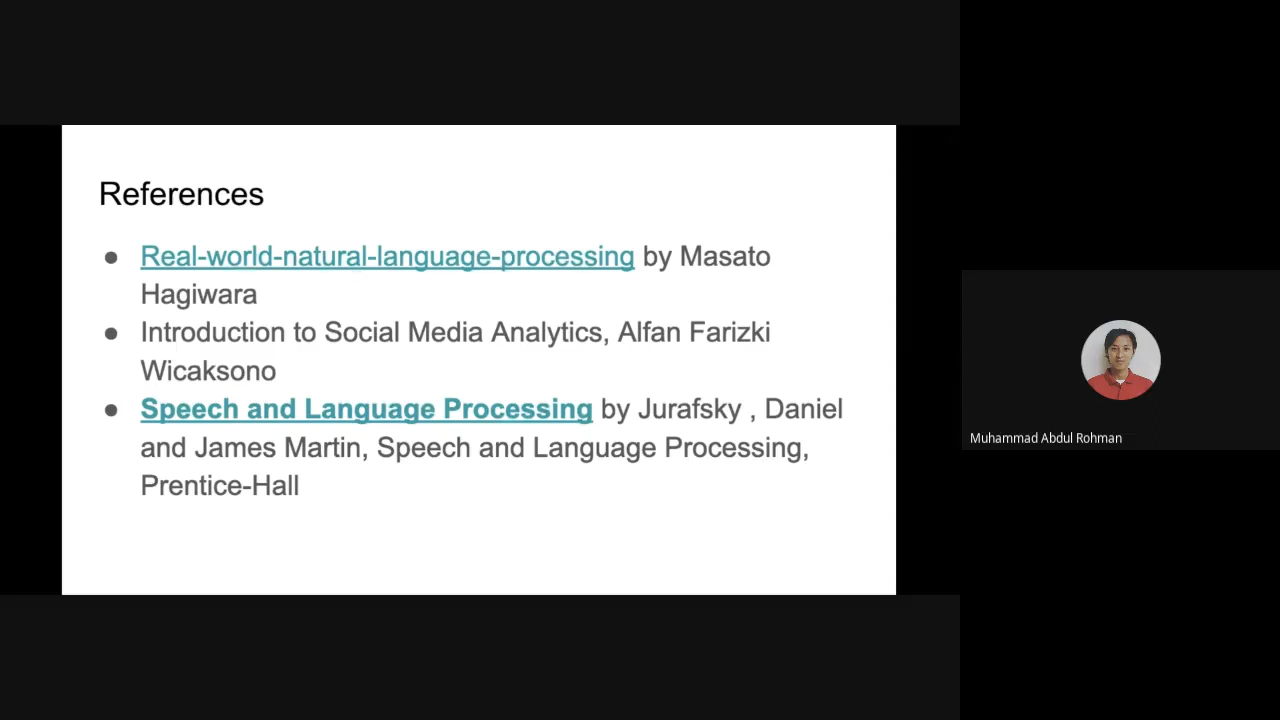 References
● Real-world-natural-language-processing by Masato
Hagiwara
● Introduction to Social Media Analytics, Alfan Farizki
Wicaksono
● Speech and Language Processing by Jurafsky , Daniel
and James Martin, Speech and Language Processing,
Prentice-Hall
Muhammad Abdul Rohman